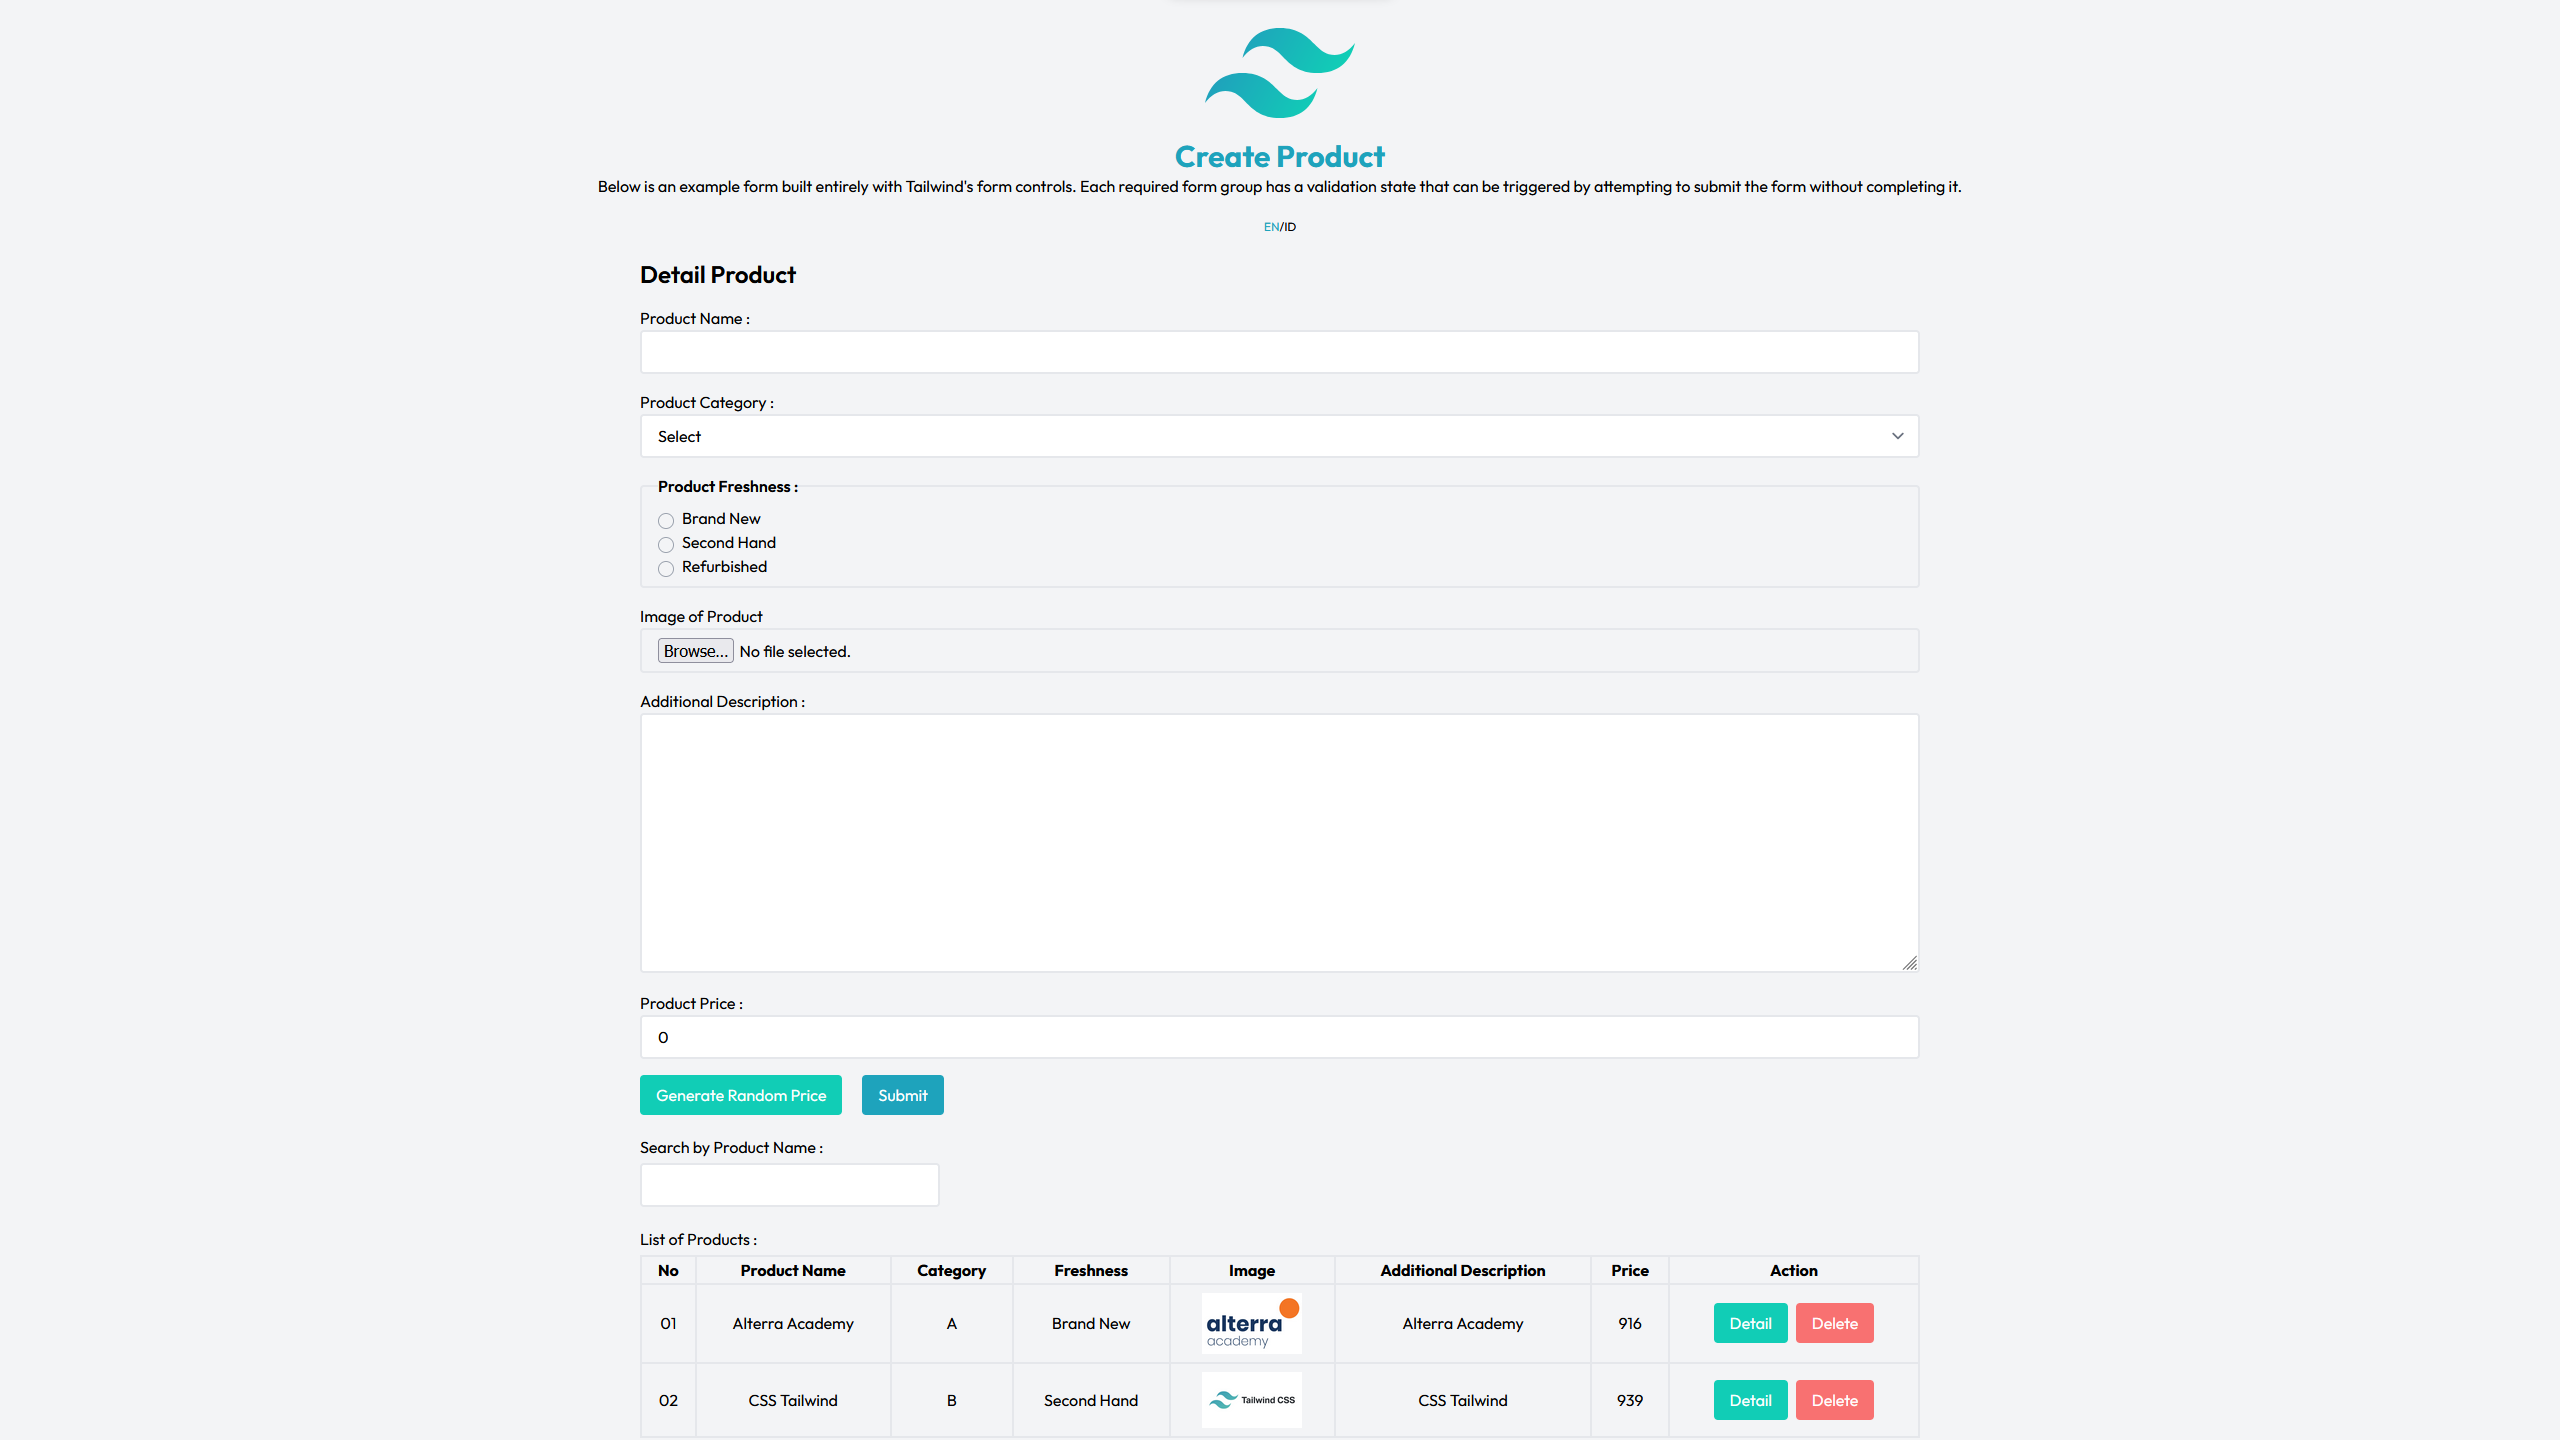 Create Product
Below is an example form built entirely with Tailwind's form controls. Each required form group has a validation state that can be triggered by attempting to submit the form without completing it.
EN/ID
Detail Product
Product Name :
Product Category :
Select
Product Freshness :
Brand New
Second Hand
Refurbished
Image of Product
Browse... No file selected.
Additional Description :
Product Price :
0
Generate Random Price Submit
Search by Product Name :
List of Products :
No Product Name Category Freshness Image Additional Description Price Action
01 Alterra Academy A Brand New alterra academy Alterra Academy 916 Detail Delete
02 CSS Tailwind B Second Hand Tailwind CSS CSS Tailwind 939 Detail Delete